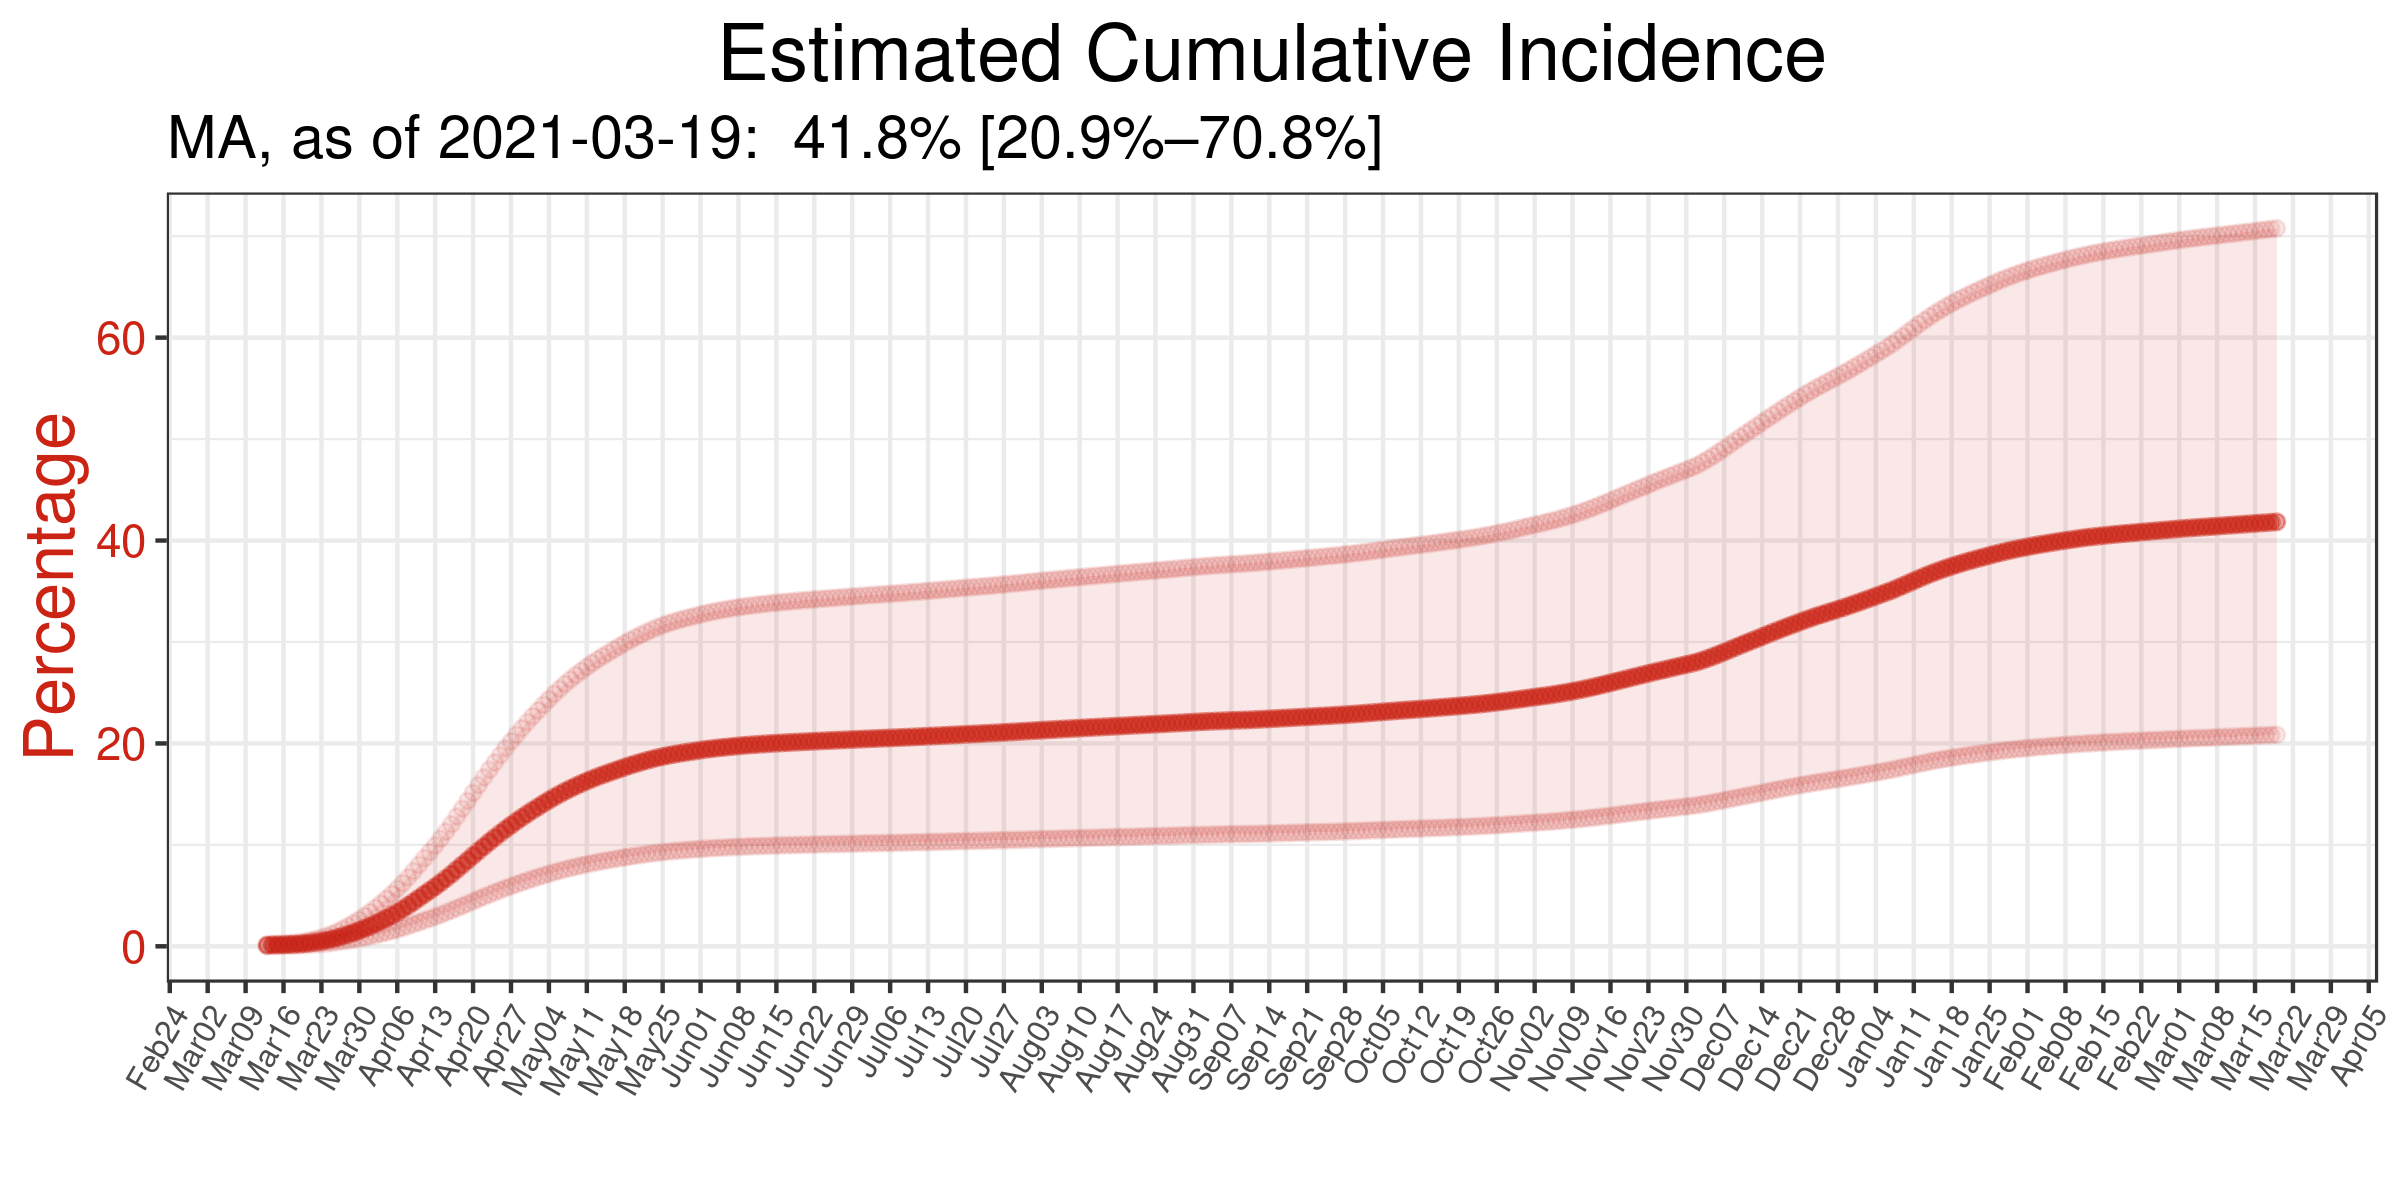 Estimated Cumulative Incidence
MA, as of 2021-03-19:  41.8% [20.9%–70.8%]
Percentage
60
40
20
0
Feb24
Mar02
Mar09
Mar16
Mar23
Mar30
Apr06
Apr13
Apr20
Apr27
May04
May11
May18
May25
Jun01
Jun08
Jun15
Jun22
Jun29
Jul06
Jul13
Jul20
Jul27
Aug03
Aug10
Aug17
Aug24
Aug31
Sep07
Sep14
Sep21
Sep28
Oct05
Oct12
Oct19
Oct26
Nov02
Nov09
Nov16
Nov23
Nov30
Dec07
Dec14
Dec21
Dec28
Jan04
Jan11
Jan18
Jan25
Feb01
Feb08
Feb15
Feb22
Mar01
Mar08
Mar15
Mar22
Mar29
Apr05